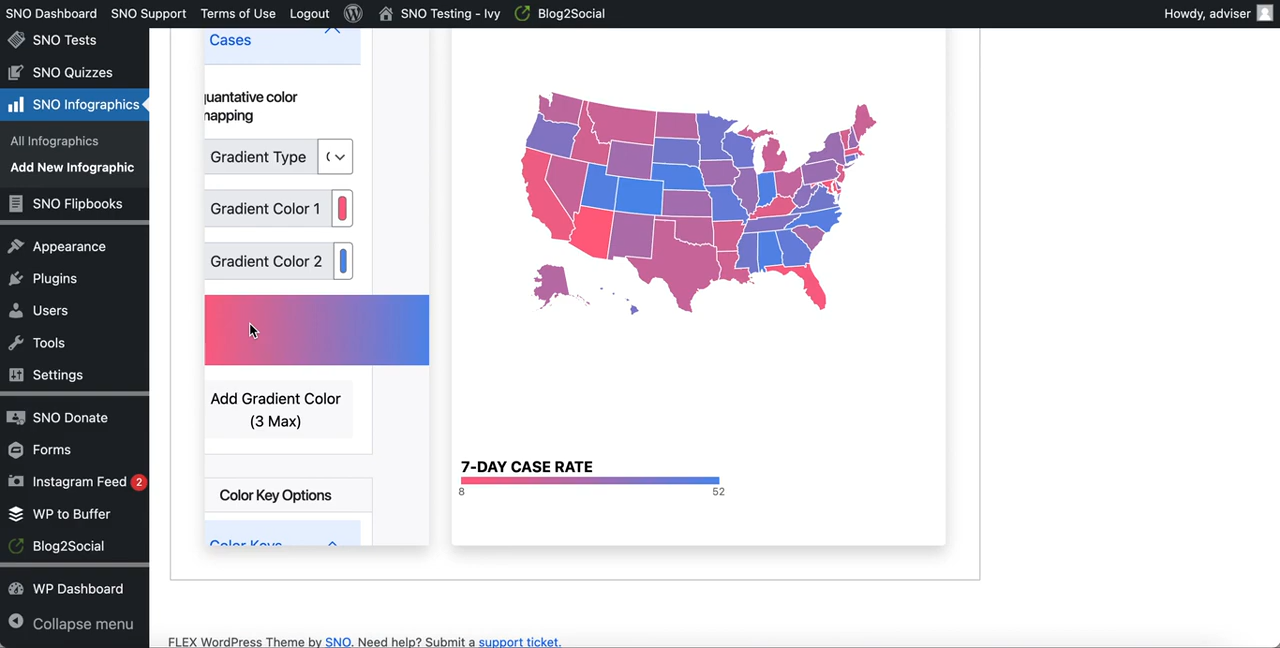 SNO Dashboard SNO Support Terms of Use Logout SNO Testing - Ivy Blog2Social Howdy, adviser
SNO Tests
SNO Quizzes
SNO Infographics
All Infographics
Add New Infographic
SNO Flipbooks
Appearance
Plugins
Users
Tools
Settings
SNO Donate
Forms
Instagram Feed 2
WP to Buffer
Blog2Social
WP Dashboard
Collapse menu
Cases
quantative color
mapping
Gradient Type
Gradient Color 1
Gradient Color 2
Add Gradient Color
(3 Max)
Color Key Options
Color Keys
7-DAY CASE RATE
8 52
FLEX WordPress Theme by SNO. Need help? Submit a support ticket.